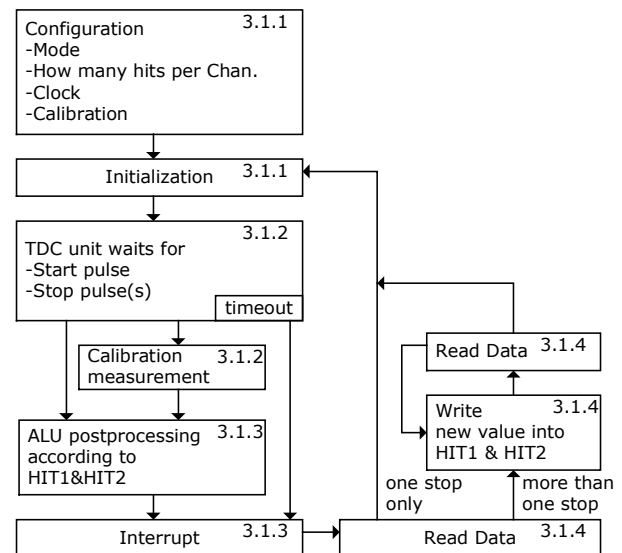 Configuration 3.1.1
-Mode
-How many hits per Chan.
-Clock
-Calibration
Initialization 3.1.1
3.1.2
TDC unit waits for
-Start pulse
-Stop pulse(s)
timeout
Calibration 3.1.2
measurement
ALU postprocessing
according to 3.1.3
HIT1&HIT2
Interrupt 3.1.3
Read Data 3.1.4
Write 3.1.4
new value into
HIT1 & HIT2
one stop
only
more than
one stop
Read Data 3.1.4